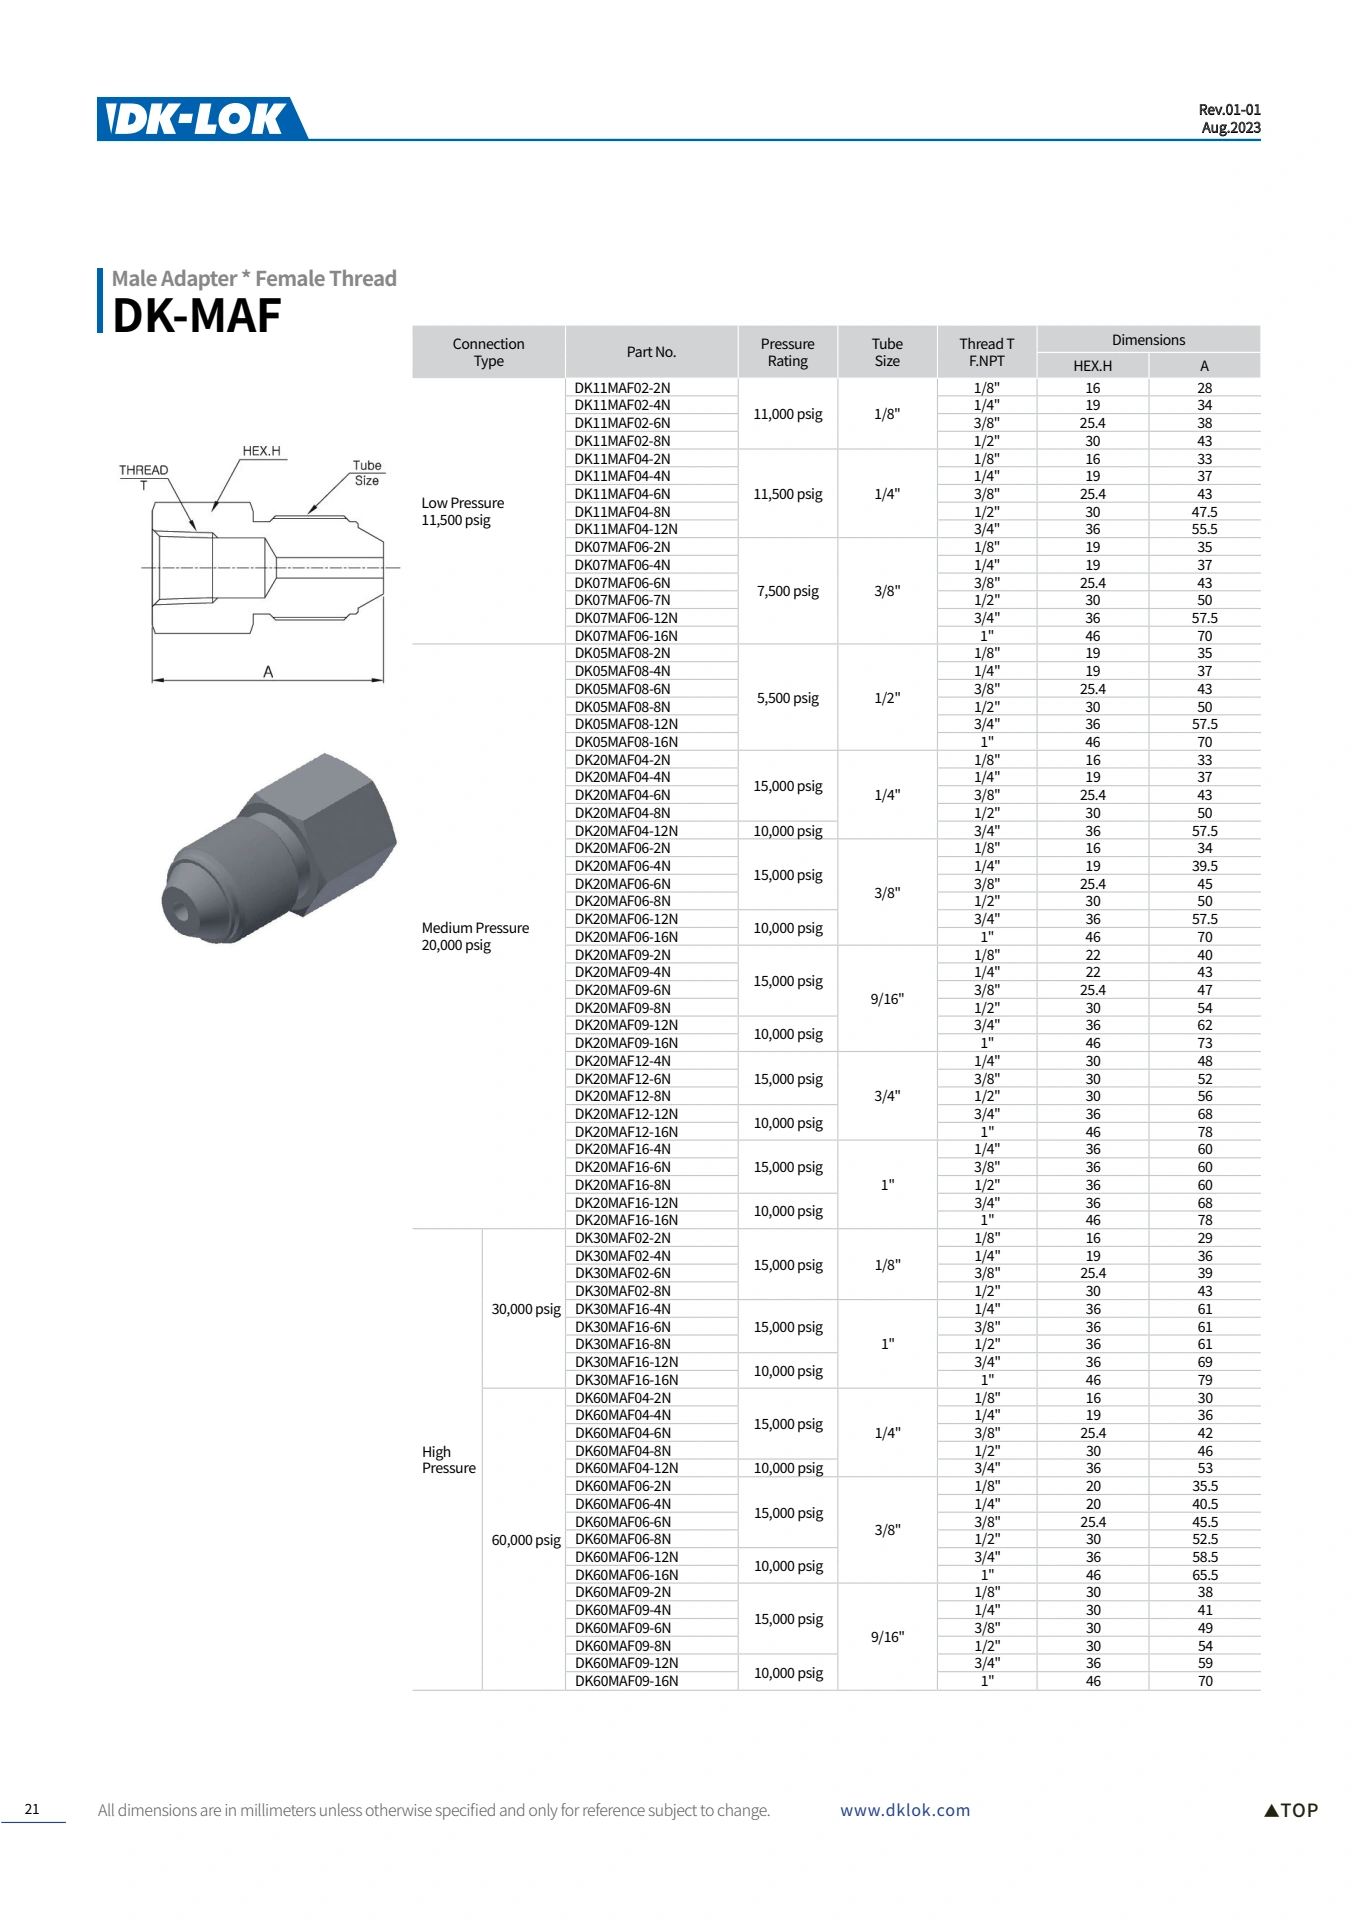 DK-LOK
Rev.01-01
Aug.2023
Male Adapter * Female Thread
DK-MAF
THREAD
T
HEX.H
Tube
Size
A
Connection Type Part No. Pressure Rating Tube Size Thread T F.NPT Dimensions
HEX.H A
Low Pressure 11,500 psig
DK11MAF02-2N 11,000 psig 1/8" 1/8" 16 28
DK11MAF02-4N 1/4" 19 34
DK11MAF02-6N 3/8" 25.4 38
DK11MAF02-8N 1/2" 30 43
DK11MAF04-2N 11,500 psig 1/4" 1/8" 16 33
DK11MAF04-4N 1/4" 19 37
DK11MAF04-6N 3/8" 25.4 43
DK11MAF04-8N 1/2" 30 47.5
DK11MAF04-12N 3/4" 36 55.5
DK07MAF06-2N 7,500 psig 3/8" 1/8" 19 35
DK07MAF06-4N 1/4" 19 37
DK07MAF06-6N 3/8" 25.4 43
DK07MAF06-7N 1/2" 30 50
DK07MAF06-12N 3/4" 36 57.5
DK07MAF06-16N 1" 46 70
Medium Pressure 20,000 psig
DK05MAF08-2N 5,500 psig 1/2" 1/8" 19 35
DK05MAF08-4N 1/4" 19 37
DK05MAF08-6N 3/8" 25.4 43
DK05MAF08-8N 1/2" 30 50
DK05MAF08-12N 3/4" 36 57.5
DK05MAF08-16N 1" 46 70
DK20MAF04-2N 15,000 psig 1/4" 1/8" 16 33
DK20MAF04-4N 1/4" 19 37
DK20MAF04-6N 3/8" 25.4 43
DK20MAF04-8N 1/2" 30 50
DK20MAF04-12N 10,000 psig 3/4" 36 57.5
DK20MAF06-2N 15,000 psig 3/8" 1/8" 16 34
DK20MAF06-4N 1/4" 19 39.5
DK20MAF06-6N 3/8" 25.4 45
DK20MAF06-8N 1/2" 30 50
DK20MAF06-12N 10,000 psig 3/4" 36 57.5
DK20MAF06-16N 1" 46 70
DK20MAF09-2N 15,000 psig 9/16" 1/8" 22 40
DK20MAF09-4N 1/4" 22 43
DK20MAF09-6N 3/8" 25.4 47
DK20MAF09-8N 1/2" 30 54
DK20MAF09-12N 10,000 psig 3/4" 36 62
DK20MAF09-16N 1" 46 73
DK20MAF12-4N 15,000 psig 3/4" 1/4" 30 48
DK20MAF12-6N 3/8" 30 52
DK20MAF12-8N 1/2" 30 56
DK20MAF12-12N 10,000 psig 3/4" 36 68
DK20MAF12-16N 1" 46 78
DK20MAF16-4N 15,000 psig 1" 1/4" 36 60
DK20MAF16-6N 3/8" 36 60
DK20MAF16-8N 1/2" 36 60
DK20MAF16-12N 10,000 psig 3/4" 36 68
DK20MAF16-16N 1" 46 78
High Pressure
30,000 psig
DK30MAF02-2N 15,000 psig 1/8" 1/8" 16 29
DK30MAF02-4N 1/4" 19 36
DK30MAF02-6N 3/8" 25.4 39
DK30MAF02-8N 1/2" 30 43
DK30MAF16-4N 15,000 psig 1" 1/4" 36 61
DK30MAF16-6N 3/8" 36 61
DK30MAF16-8N 1/2" 36 61
DK30MAF16-12N 10,000 psig 3/4" 36 69
DK30MAF16-16N 1" 46 79
60,000 psig
DK60MAF04-2N 15,000 psig 1/4" 1/8" 16 30
DK60MAF04-4N 1/4" 19 36
DK60MAF04-6N 3/8" 25.4 42
DK60MAF04-8N 1/2" 30 46
DK60MAF04-12N 10,000 psig 3/4" 36 53
DK60MAF06-2N 15,000 psig 3/8" 1/8" 20 35.5
DK60MAF06-4N 1/4" 20 40.5
DK60MAF06-6N 3/8" 25.4 45.5
DK60MAF06-8N 1/2" 30 52.5
DK60MAF06-12N 10,000 psig 3/4" 36 58.5
DK60MAF06-16N 1" 46 65.5
DK60MAF09-2N 15,000 psig 9/16" 1/8" 30 38
DK60MAF09-4N 1/4" 30 41
DK60MAF09-6N 3/8" 30 49
DK60MAF09-8N 1/2" 30 54
DK60MAF09-12N 10,000 psig 3/4" 36 59
DK60MAF09-16N 1" 46 70
21
All dimensions are in millimeters unless otherwise specified and only for reference subject to change.
www.dklok.com
▲TOP